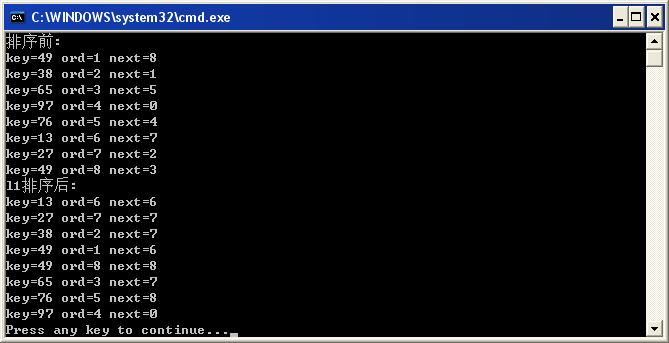 C:\WINDOWS\system32\cmd.exe
排序前:
key=49 ord=1 next=8
key=38 ord=2 next=1
key=65 ord=3 next=5
key=97 ord=4 next=0
key=76 ord=5 next=4
key=13 ord=6 next=7
key=27 ord=7 next=2
key=49 ord=8 next=3
l1排序后:
key=13 ord=6 next=6
key=27 ord=7 next=7
key=38 ord=2 next=7
key=49 ord=1 next=6
key=49 ord=8 next=8
key=65 ord=3 next=7
key=76 ord=5 next=8
key=97 ord=4 next=0
Press any key to continue...